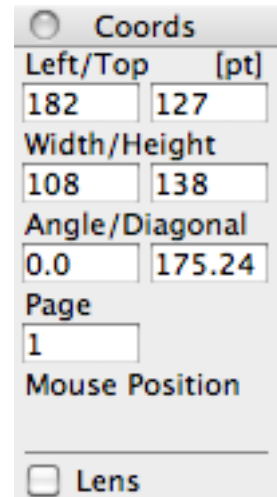 Coords
Left/Top [pt]
182 127
Width/Height
108 138
Angle/Diagonal
0.0 175.24
Page
1
Mouse Position
Lens